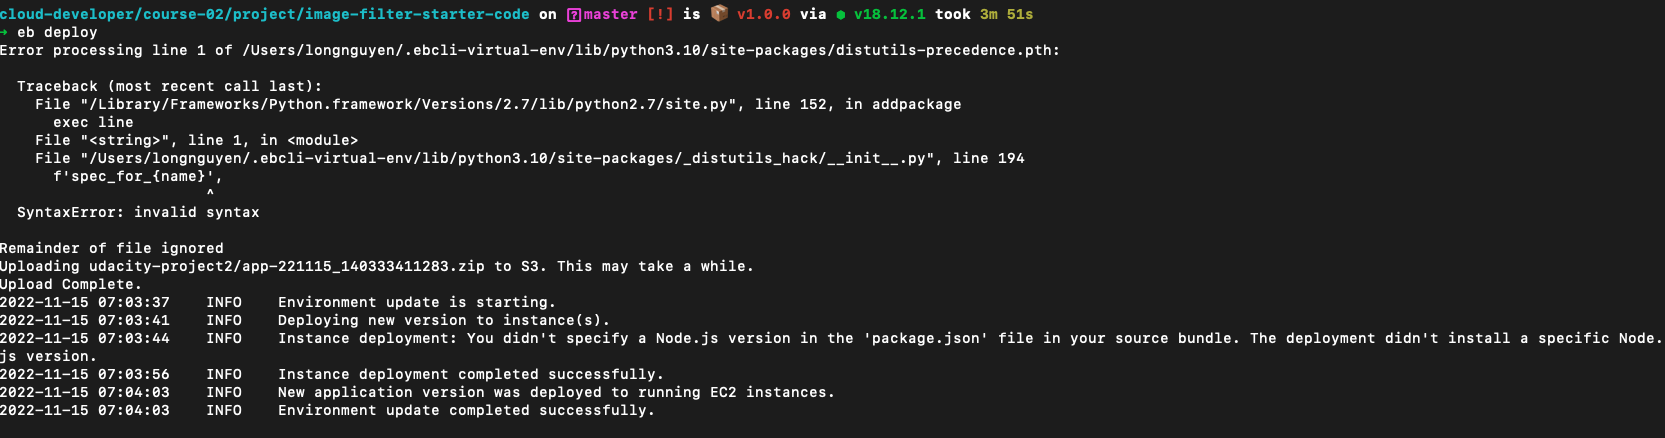 cloud-developer/course-02/project/image-filter-starter-code on master [!] is 📦 v1.0.0 via ⬢ v18.12.1 took 3m 51s
➜ eb deploy
Error processing line 1 of /Users/longnguyen/.ebcli-virtual-env/lib/python3.10/site-packages/distutils-precedence.pth:
Traceback (most recent call last):
File "/Library/Frameworks/Python.framework/Versions/2.7/lib/python2.7/site.py", line 152, in addpackage
exec line
File "<string>", line 1, in <module>
File "/Users/longnguyen/.ebcli-virtual-env/lib/python3.10/site-packages/_distutils_hack/__init__.py", line 194
f'spec_for_{name}',
^
SyntaxError: invalid syntax
Remainder of file ignored
Uploading udacity-project2/app-221115_140333411283.zip to S3. This may take a while.
Upload Complete.
2022-11-15 07:03:37    INFO    Environment update is starting.
2022-11-15 07:03:41    INFO    Deploying new version to instance(s).
2022-11-15 07:03:44    INFO    Instance deployment: You didn't specify a Node.js version in the 'package.json' file in your source bundle. The deployment didn't install a specific Node.
js version.
2022-11-15 07:03:56    INFO    Instance deployment completed successfully.
2022-11-15 07:04:03    INFO    New application version was deployed to running EC2 instances.
2022-11-15 07:04:03    INFO    Environment update completed successfully.